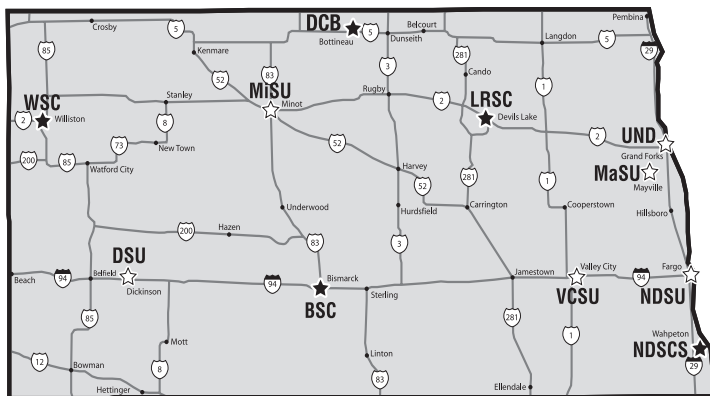 Crosby
5
DCB
Bottineau
5
Belcourt
Dunseith
Pembina
85
Kenmare
3
281
Langdon
5
29
52
83
Cando
1
WSC
Stanley
MiSU
Minot
Rugby
2
LRSC
Devils Lake
2
Williston
8
2
UND
Grand Forks
200
85
73
New Town
Watford City
52
Harvey
281
MaSU
Mayville
52
1
Underwood
Hurdsfield
Carrington
Cooperstown
Hillsboro
200
Hazen
83
3
DSU
94
Belfield
Beach
Dickinson
94
Bismarck
BSC
Sterling
Jamestown
Valley City
VCSU
94
Fargo
NDSU
85
281
1
Wahpeton
NDSCS
Mott
Linton
12
Bowman
8
29
Hettinger
83
Ellendale